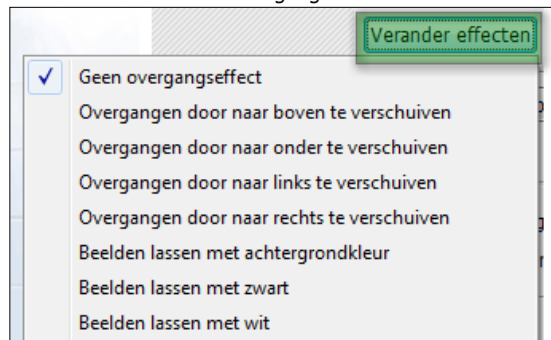 Verander effecten
Geen overgangseffect
Overgangen door naar boven te verschuiven
Overgangen door naar onder te verschuiven
Overgangen door naar links te verschuiven
Overgangen door naar rechts te verschuiven
Beelden lassen met achtergrondkleur
Beelden lassen met zwart
Beelden lassen met wit